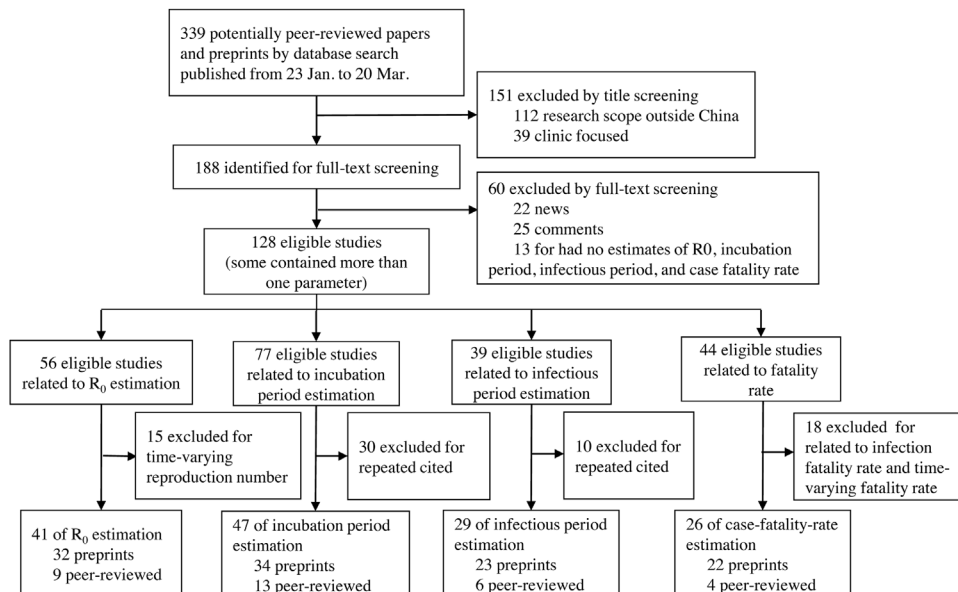 339 potentially peer-reviewed papers
and preprints by database search
published from 23 Jan. to 20 Mar.
151 excluded by title screening
112 research scope outside China
39 clinic focused
188 identified for full-text screening
60 excluded by full-text screening
22 news
25 comments
13 for had no estimates of R0, incubation
period, infectious period, and case fatality rate
128 eligible studies
(some contained more than
one parameter)
56 eligible studies
related to R₀ estimation
77 eligible studies
related to incubation
period estimation
39 eligible studies
related to infectious
period estimation
44 eligible studies
related to fatality
rate
15 excluded for
time-varying
reproduction number
30 excluded for
repeated cited
10 excluded for
repeated cited
18 excluded  for
related to infection
fatality rate and time-
varying fatality rate
41 of R₀ estimation
32 preprints
9 peer-reviewed
47 of incubation period
estimation
34 preprints
13 peer-reviewed
29 of infectious period
estimation
23 preprints
6 peer-reviewed
26 of case-fatality-rate
estimation
22 preprints
4 peer-reviewed